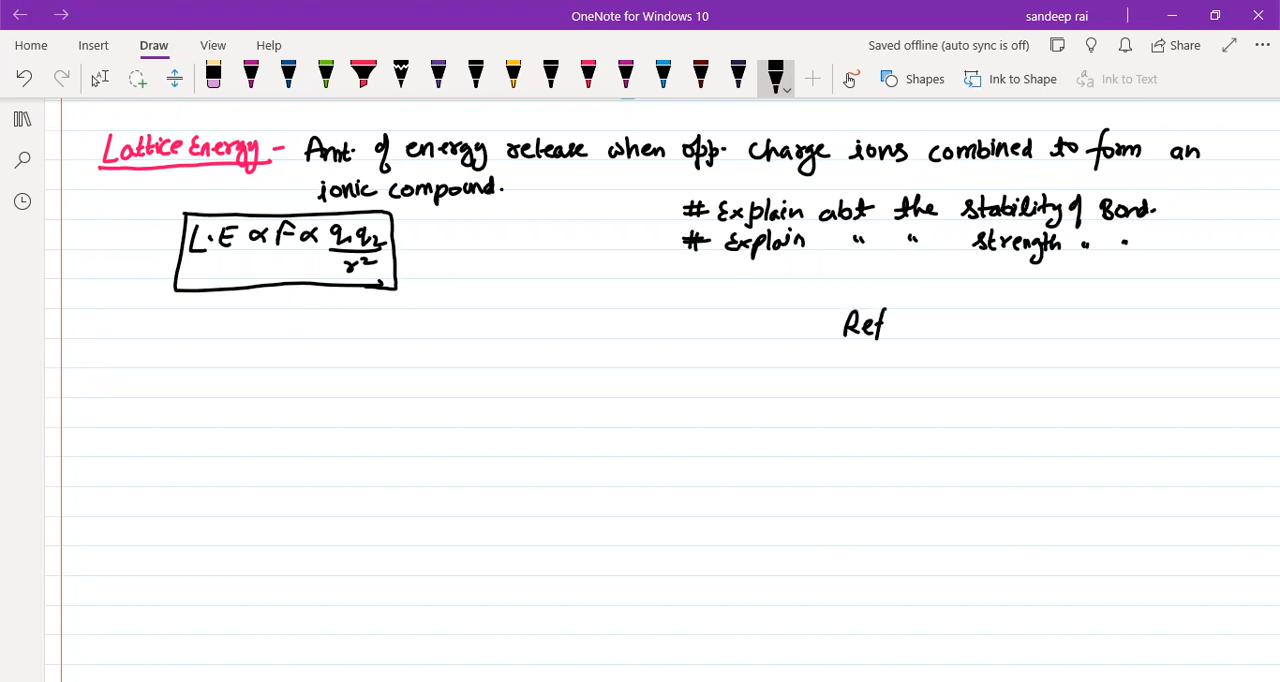 OneNote for Windows 10
sandeep rai
Home Insert Draw View Help
Saved offline (auto sync is off)
Share
Shapes
Ink to Shape
Ink to Text
Lattice Energy - Amt. of energy release when opp. charge ions combined to form an
ionic compound.
# Explain abt the stability of Bond.
# Explain " " strength " "
L.E ∝ F ∝ q1q2/r²
Ref